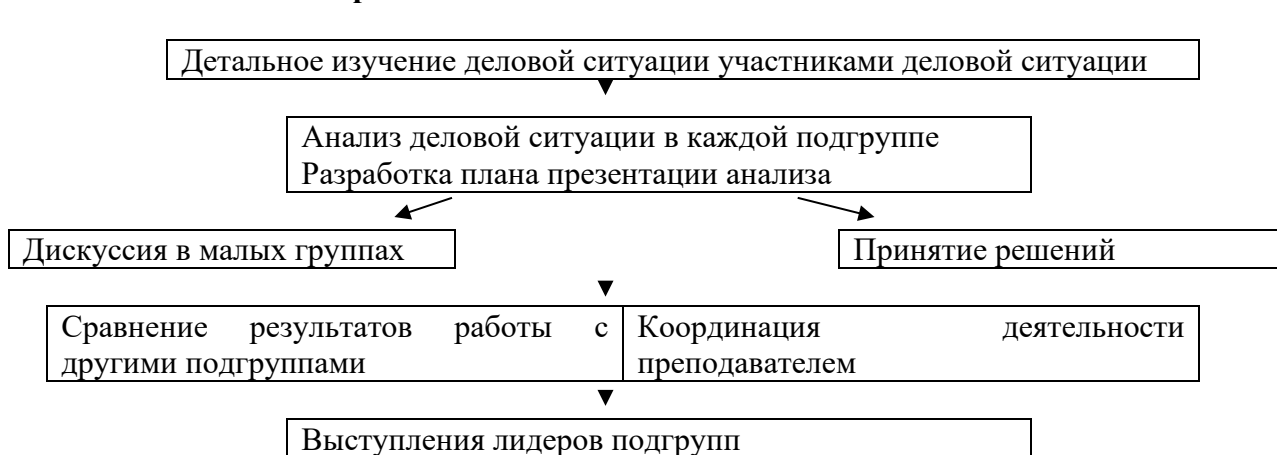 Детальное изучение деловой ситуации участниками деловой ситуации
Анализ деловой ситуации в каждой подгруппе
Разработка плана презентации анализа
Дискуссия в малых группах
Принятие решений
Сравнение результатов работы с
другими подгруппами
Координация деятельности
преподавателем
Выступления лидеров подгрупп